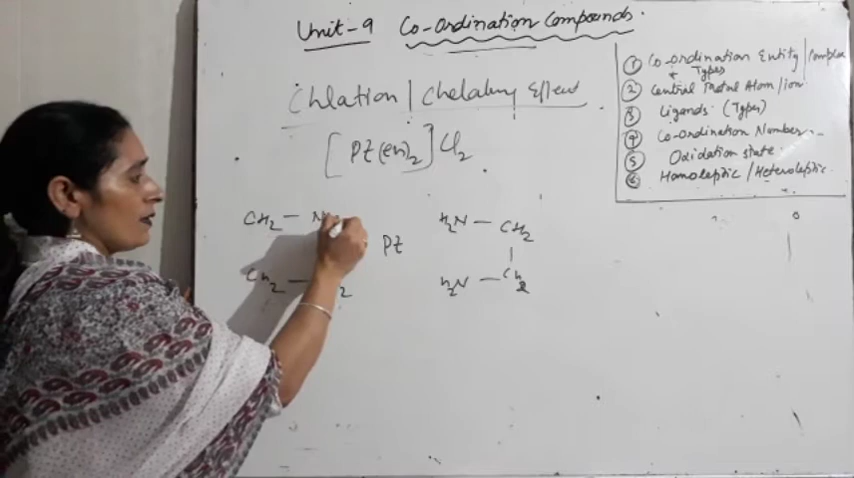 Unit-9 Co-Ordination Compounds.
Chlation | Chelating Effect
[Pt(en)2]Cl2
CH2 — N
Pt
H2N — CH2
|
CH2 —
2
H2N — CH2
① Co-ordination Entity / Complex
+ Types
② Central Metal Atom / ion
③ Ligands (Types)
④ Co-ordination Number
⑤ Oxidation state
⑥ Homoleptic / Heteroleptic